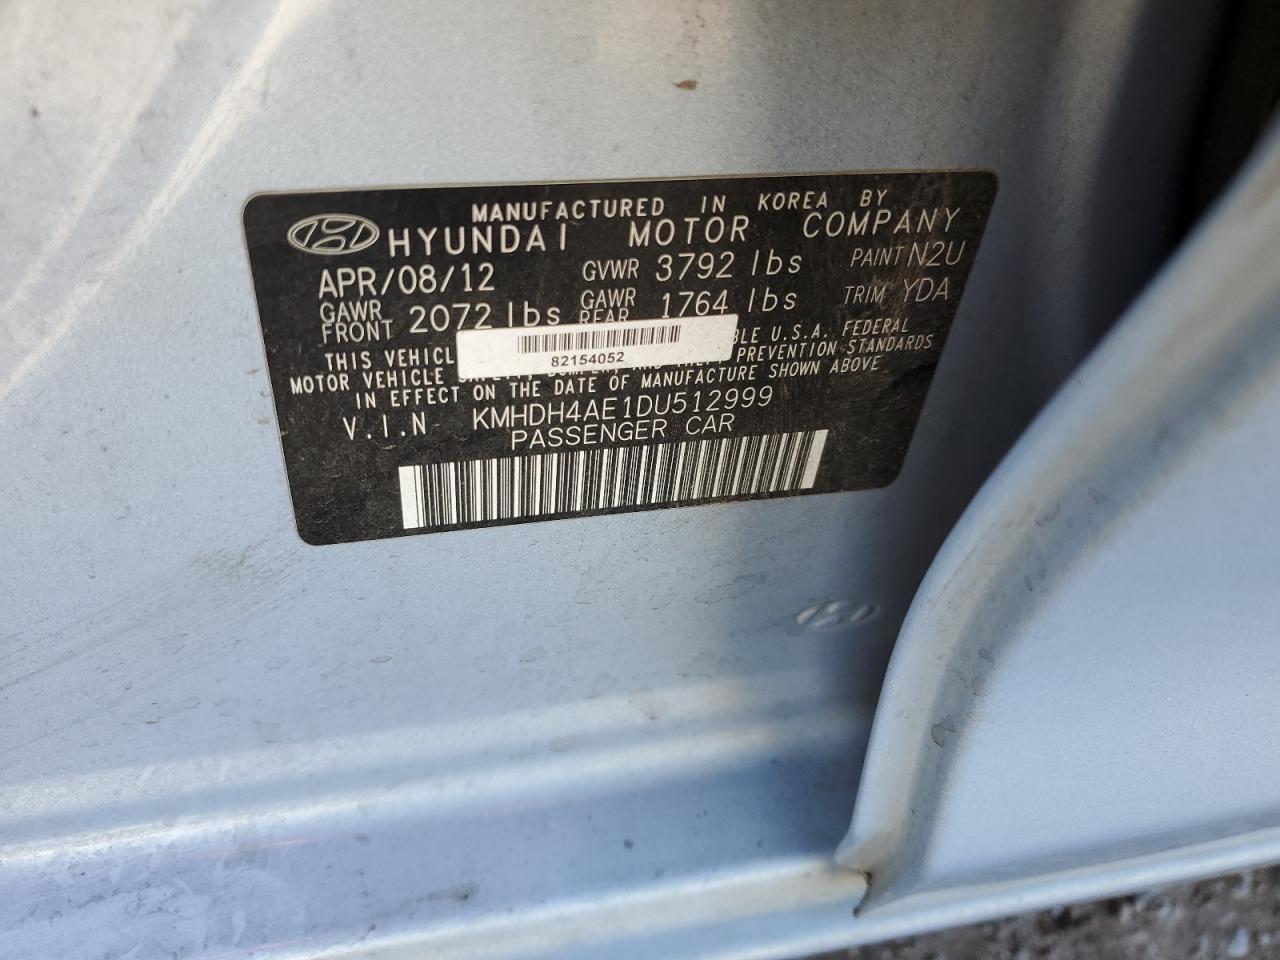 MANUFACTURED IN KOREA BY
HYUNDAI MOTOR COMPANY
APR/08/12 GVWR 3792 lbs PAINT N2U
GAWR FRONT 2072 lbs GAWR REAR 1764 lbs TRIM YDA
THIS VEHICL BLE U.S.A. FEDERAL
MOTOR VEHICLE PREVENTION STANDARDS
IN EFFECT ON THE DATE OF MANUFACTURE SHOWN ABOVE
82154052
V.I.N KMHDH4AE1DU512999
PASSENGER CAR